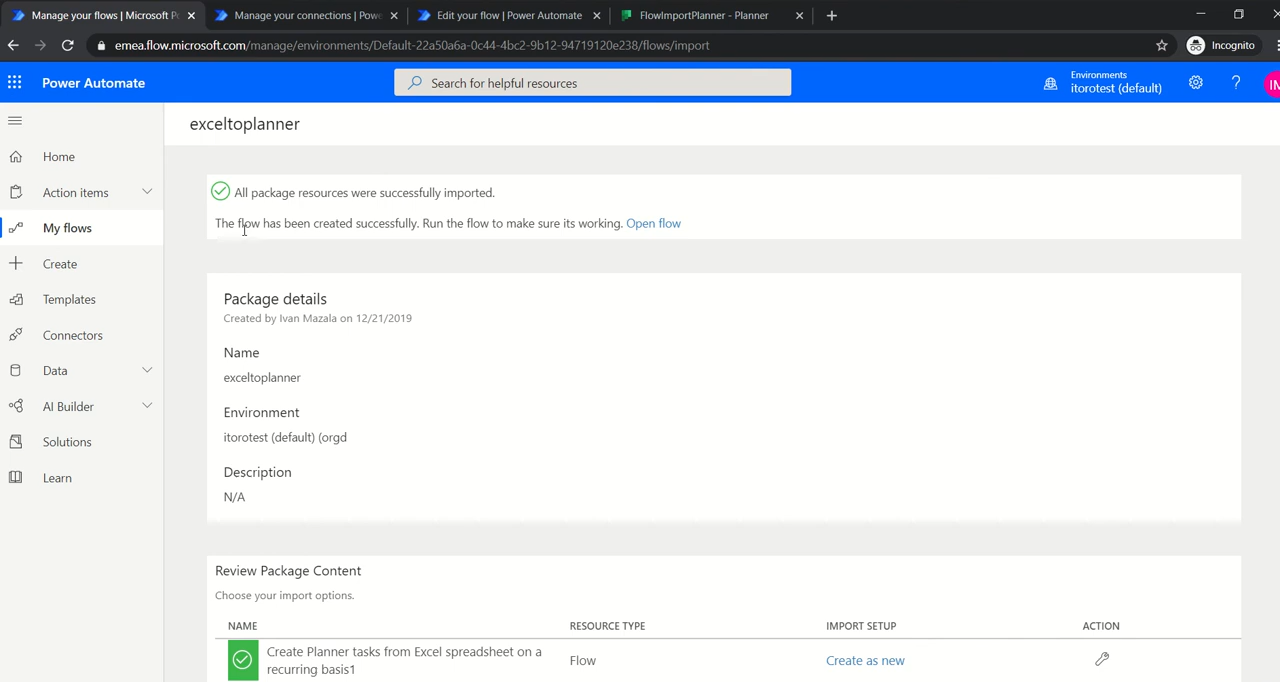 Manage your flows | Microsoft P
Manage your connections | Pow
Edit your flow | Power Automate
FlowImportPlanner - Planner
emea.flow.microsoft.com/manage/environments/Default-22a50a6a-0c44-4bc2-9b12-94719120e238/flows/import
Incognito
Power Automate
Search for helpful resources
Environments
itorotest (default)
IM
exceltoplanner
Home
Action items
My flows
Create
Templates
Connectors
Data
AI Builder
Solutions
Learn
All package resources were successfully imported.
The flow has been created successfully. Run the flow to make sure its working. Open flow
Package details
Created by Ivan Mazala on 12/21/2019
Name
exceltoplanner
Environment
itorotest (default) (orgd
Description
N/A
Review Package Content
Choose your import options.
NAME RESOURCE TYPE IMPORT SETUP ACTION
Create Planner tasks from Excel spreadsheet on a
recurring basis1
Flow
Create as new